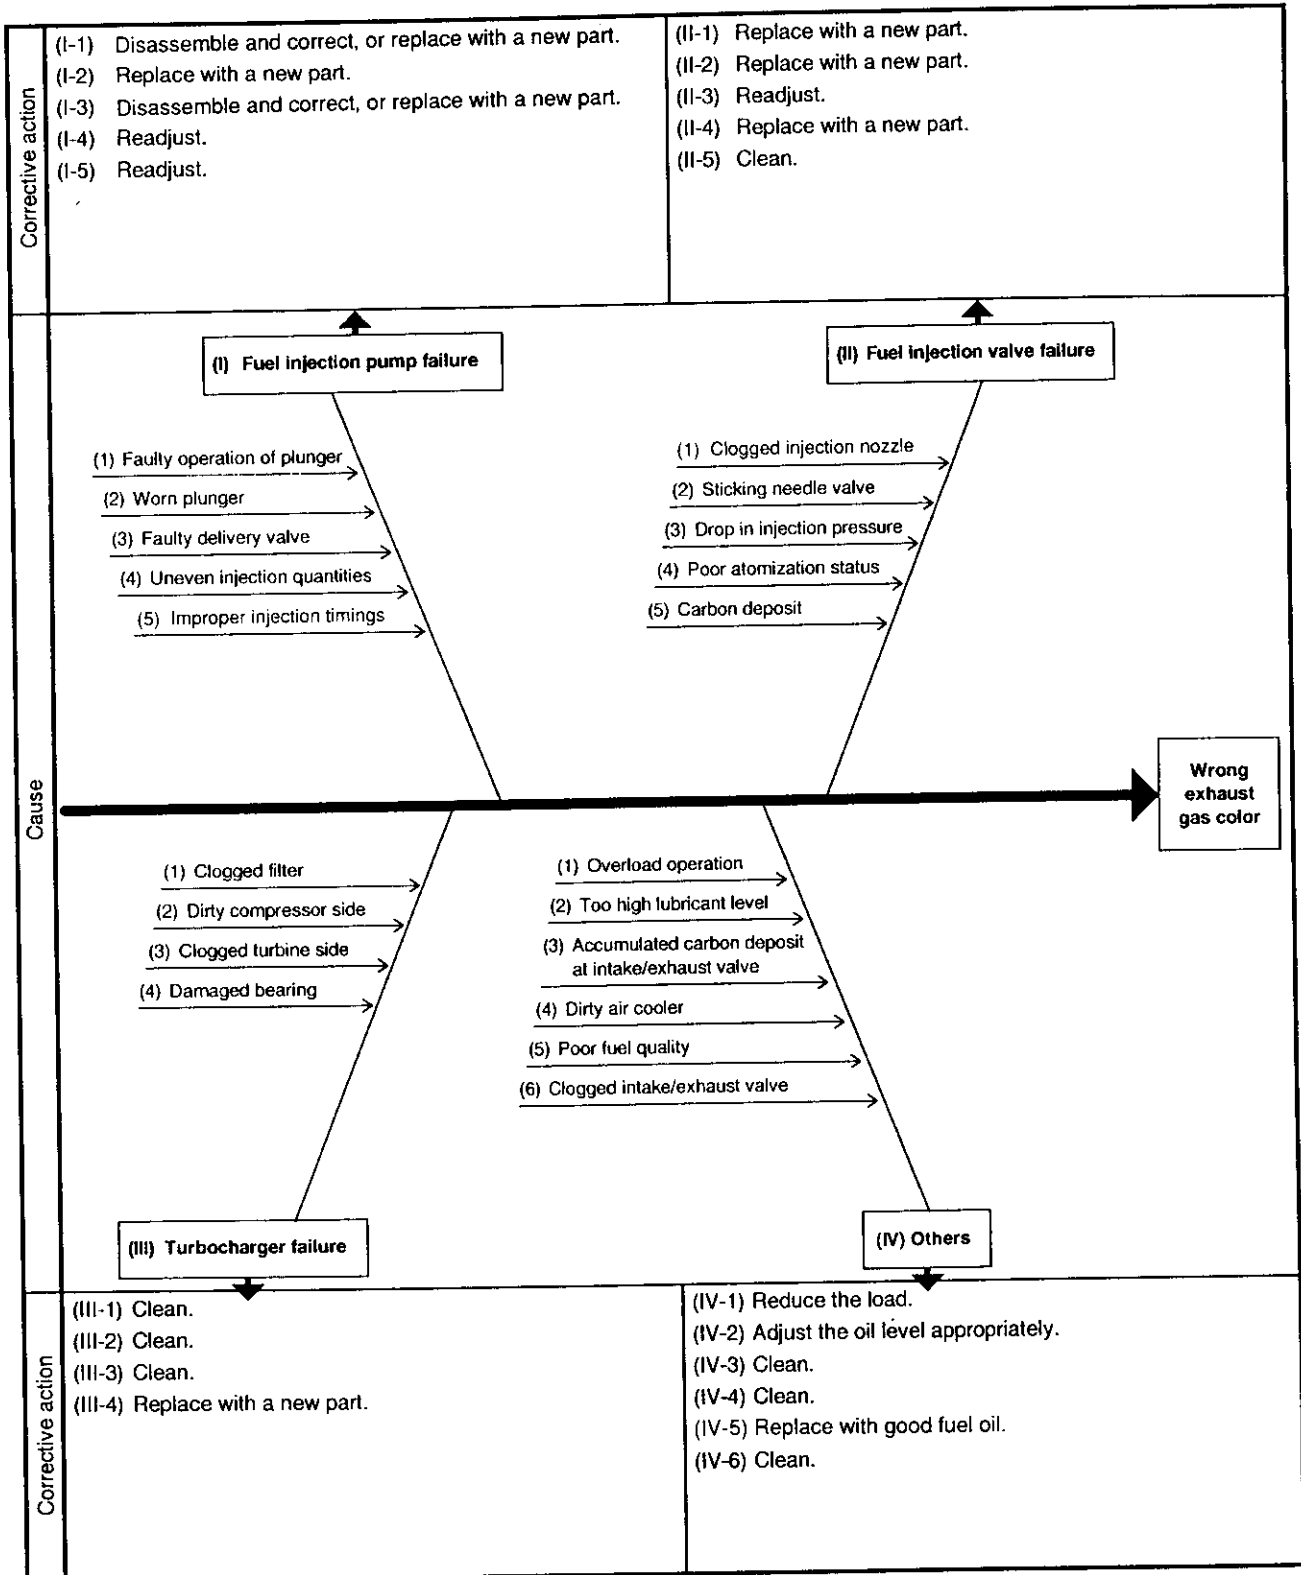 Corrective action
(I-1) Disassemble and correct, or replace with a new part.
(I-2) Replace with a new part.
(I-3) Disassemble and correct, or replace with a new part.
(I-4) Readjust.
(I-5) Readjust.
(II-1) Replace with a new part.
(II-2) Replace with a new part.
(II-3) Readjust.
(II-4) Replace with a new part.
(II-5) Clean.
Cause
(I) Fuel injection pump failure
(1) Faulty operation of plunger
(2) Worn plunger
(3) Faulty delivery valve
(4) Uneven injection quantities
(5) Improper injection timings
(II) Fuel injection valve failure
(1) Clogged injection nozzle
(2) Sticking needle valve
(3) Drop in injection pressure
(4) Poor atomization status
(5) Carbon deposit
Wrong
exhaust
gas color
(1) Clogged filter
(2) Dirty compressor side
(3) Clogged turbine side
(4) Damaged bearing
(III) Turbocharger failure
(1) Overload operation
(2) Too high lubricant level
(3) Accumulated carbon deposit
at intake/exhaust valve
(4) Dirty air cooler
(5) Poor fuel quality
(6) Clogged intake/exhaust valve
(IV) Others
Corrective action
(III-1) Clean.
(III-2) Clean.
(III-3) Clean.
(III-4) Replace with a new part.
(IV-1) Reduce the load.
(IV-2) Adjust the oil level appropriately.
(IV-3) Clean.
(IV-4) Clean.
(IV-5) Replace with good fuel oil.
(IV-6) Clean.